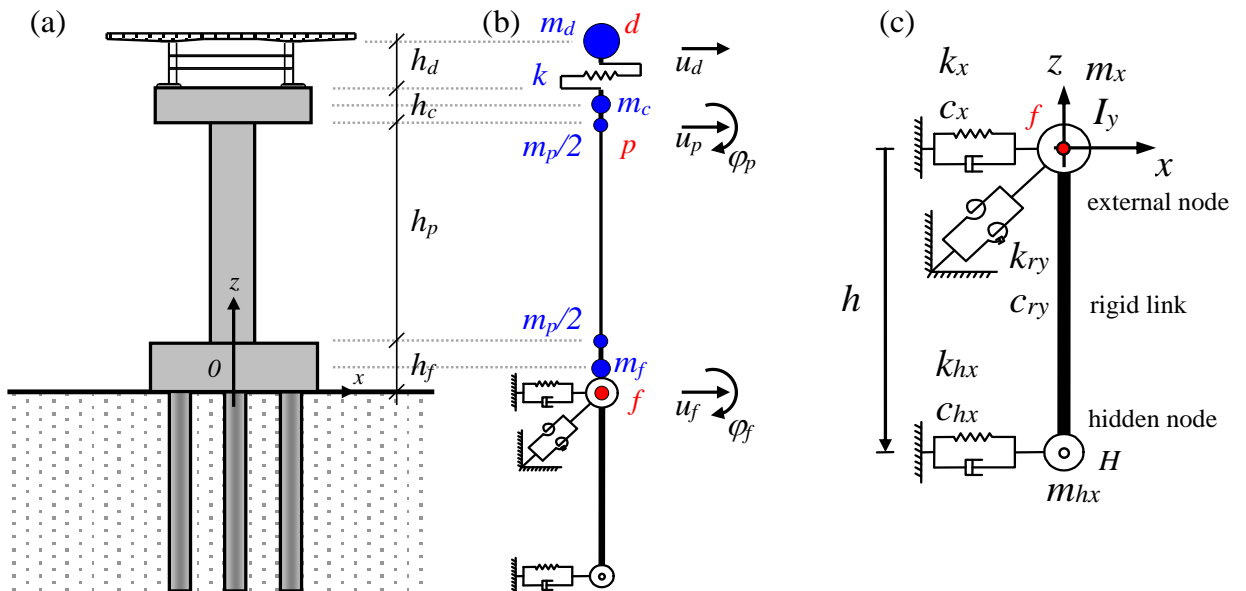 (a)
h_d
h_c
h_p
h_f
z
0
x
(b)
m_d
d
u_d
k
m_c
m_p/2
p
u_p
φ_p
m_p/2
m_f
f
u_f
φ_f
(c)
k_x
c_x
z
m_x
f
I_y
x
external node
k_ry
c_ry
rigid link
h
k_hx
c_hx
hidden node
H
m_hx